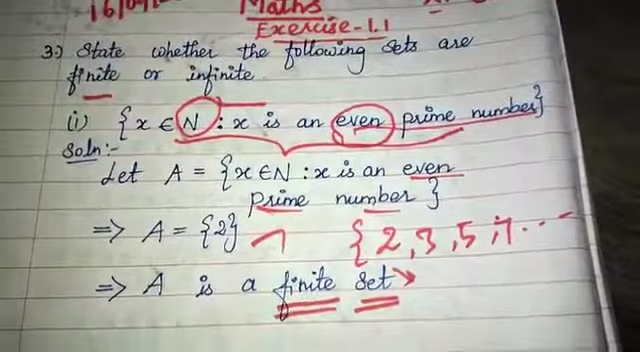 Maths
Exercise-1.1
3.) State whether the following sets are
finite or infinite
(i) {x ∈ N : x is an even prime number}
Soln:-
Let A = {x ∈ N : x is an even
prime number}
⇒ A = {2} {2, 3, 5, 7...
⇒ A is a finite set